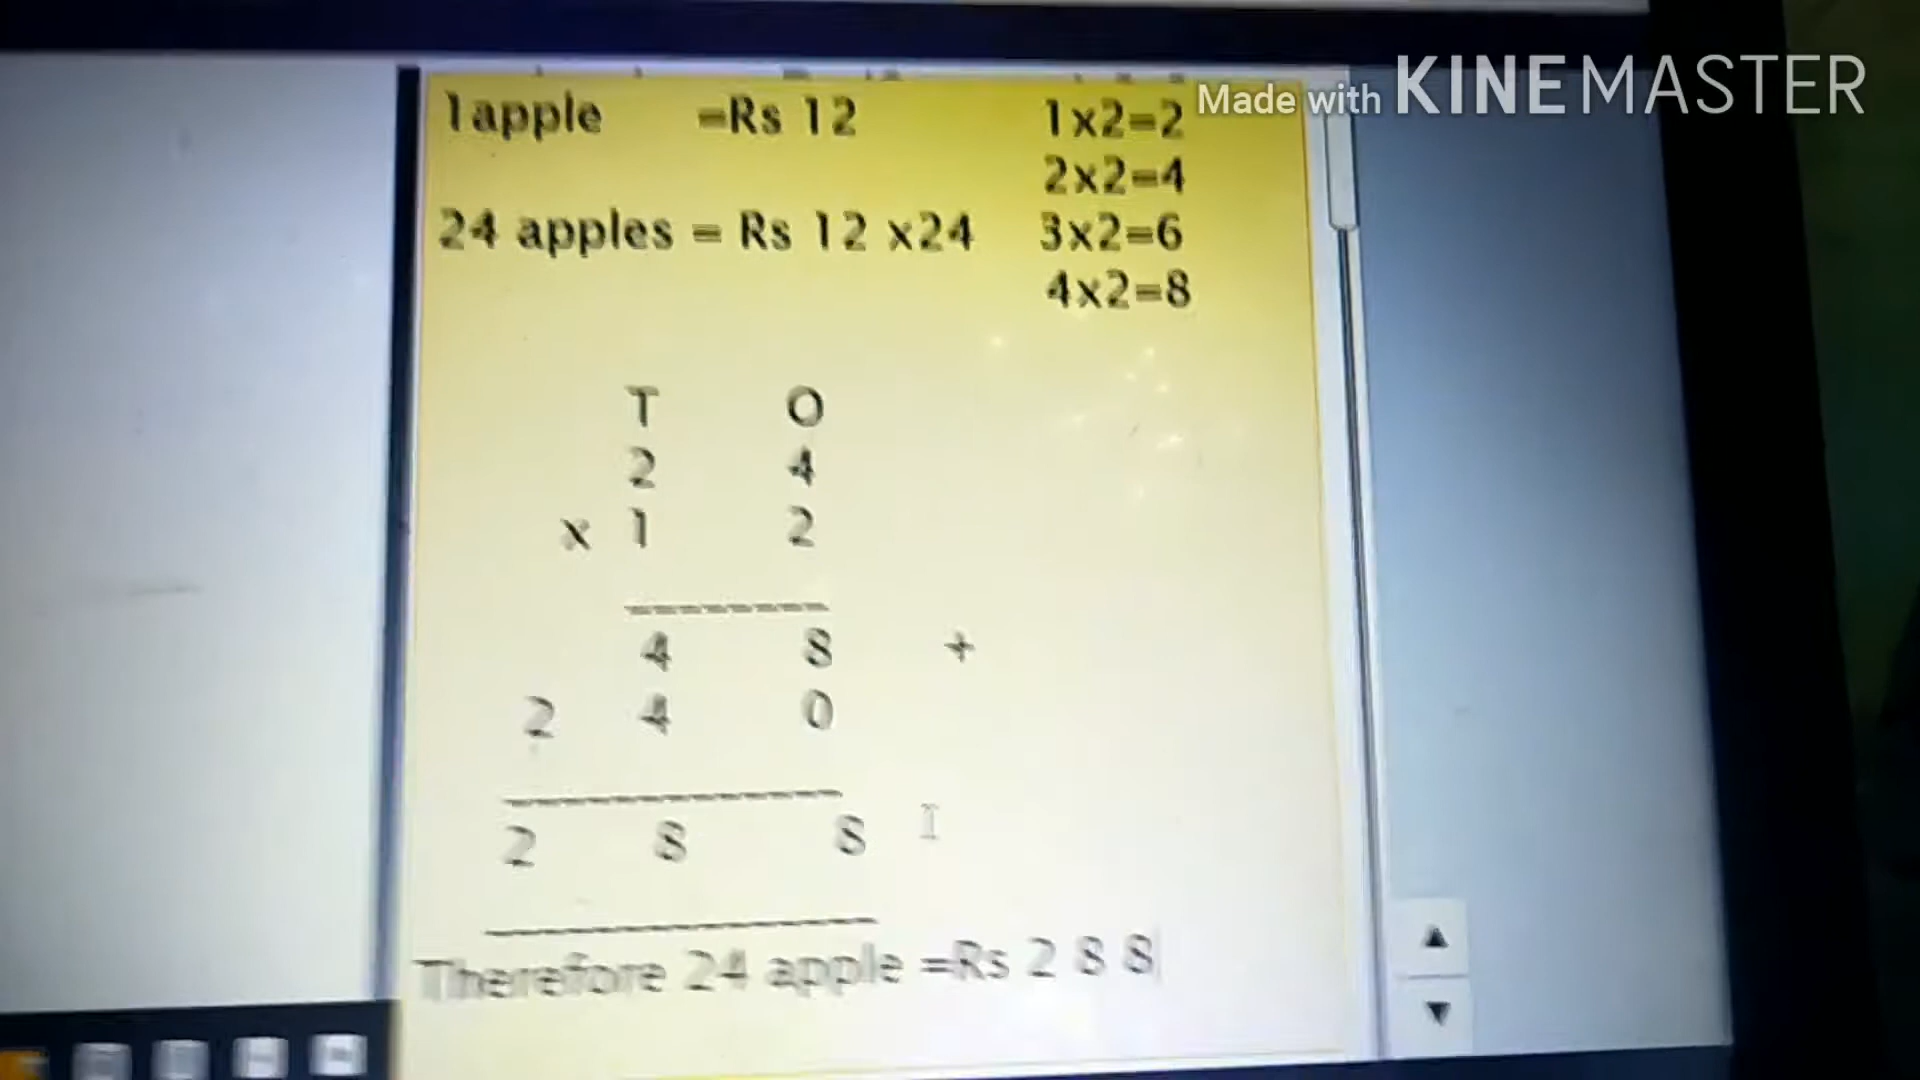 Made with KINEMASTER
1apple =Rs 12 1x2=2
2x2=4
24 apples = Rs 12 x24 3x2=6
4x2=8
T O
2 4
x 1 2
4 8 +
2 4 0
2 8 8
Therefore 24 apple =Rs 2 8 8